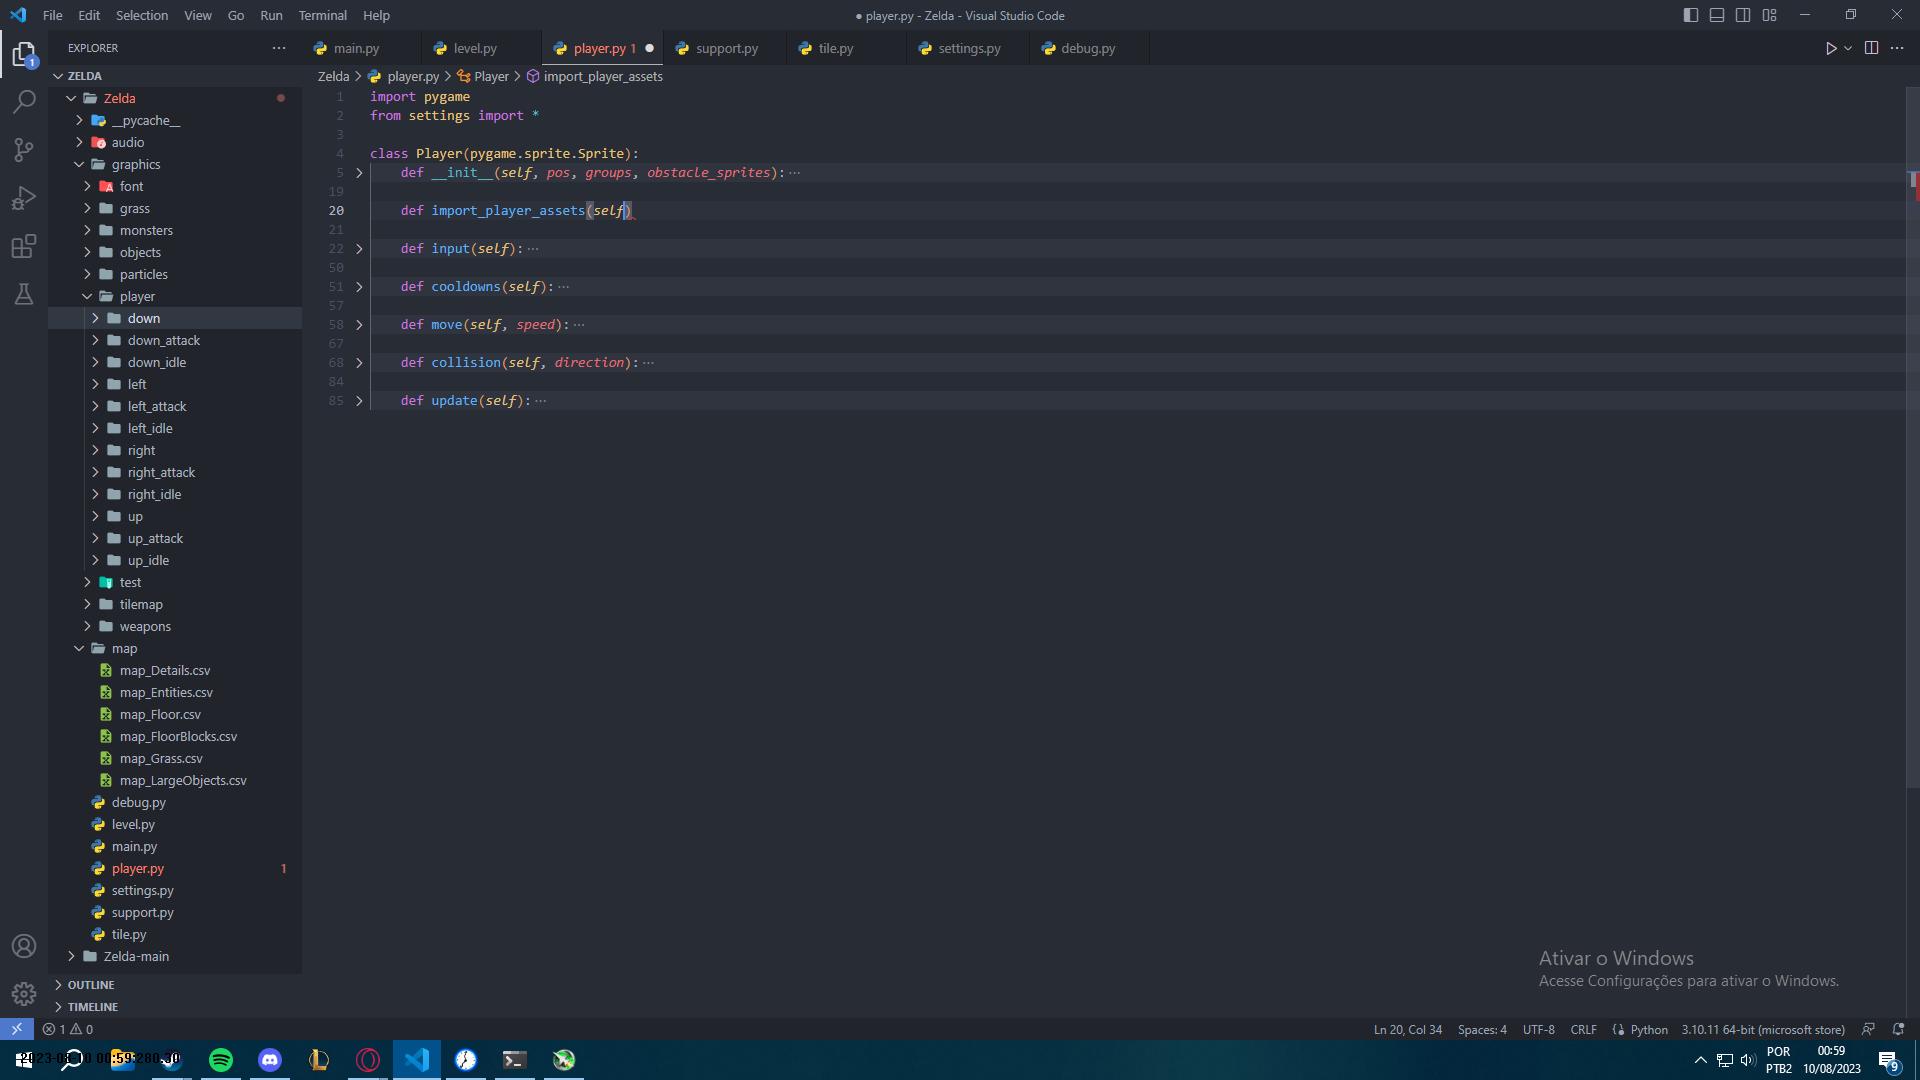 File Edit Selection View Go Run Terminal Help
● player.py - Zelda - Visual Studio Code
EXPLORER
1
ZELDA
Zelda
__pycache__
audio
graphics
font
grass
monsters
objects
particles
player
down
down_attack
down_idle
left
left_attack
left_idle
right
right_attack
right_idle
up
up_attack
up_idle
test
tilemap
weapons
map
map_Details.csv
map_Entities.csv
map_Floor.csv
map_FloorBlocks.csv
map_Grass.csv
map_LargeObjects.csv
debug.py
level.py
main.py
player.py 1
settings.py
support.py
tile.py
Zelda-main
OUTLINE
TIMELINE
main.py level.py player.py 1 ● support.py tile.py settings.py debug.py
Zelda > player.py > Player > import_player_assets
1 import pygame
2 from settings import *
3
4 class Player(pygame.sprite.Sprite):
5 def __init__(self, pos, groups, obstacle_sprites): ···
19
20 def import_player_assets(self)
21
22 def input(self): ···
50
51 def cooldowns(self): ···
57
58 def move(self, speed): ···
67
68 def collision(self, direction): ···
84
85 def update(self): ···
Ativar o Windows
Acesse Configurações para ativar o Windows.
1 0
Ln 20, Col 34 Spaces: 4 UTF-8 CRLF Python 3.10.11 64-bit (microsoft store)
POR
PTB2
00:59
10/08/2023
9